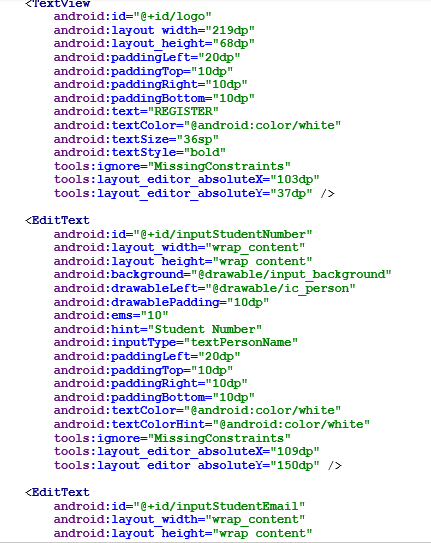 <TextView
android:id="@+id/logo"
android:layout_width="219dp"
android:layout_height="68dp"
android:paddingLeft="20dp"
android:paddingTop="10dp"
android:paddingRight="10dp"
android:paddingBottom="10dp"
android:text="REGISTER"
android:textColor="@android:color/white"
android:textSize="36sp"
android:textStyle="bold"
tools:ignore="MissingConstraints"
tools:layout_editor_absoluteX="103dp"
tools:layout_editor_absoluteY="37dp" />
<EditText
android:id="@+id/inputStudentNumber"
android:layout_width="wrap_content"
android:layout_height="wrap_content"
android:background="@drawable/input_background"
android:drawableLeft="@drawable/ic_person"
android:drawablePadding="10dp"
android:ems="10"
android:hint="Student Number"
android:inputType="textPersonName"
android:paddingLeft="20dp"
android:paddingTop="10dp"
android:paddingRight="10dp"
android:paddingBottom="10dp"
android:textColor="@android:color/white"
android:textColorHint="@android:color/white"
tools:ignore="MissingConstraints"
tools:layout_editor_absoluteX="109dp"
tools:layout_editor_absoluteY="150dp" />
<EditText
android:id="@+id/inputStudentEmail"
android:layout_width="wrap_content"
android:layout_height="wrap_content"